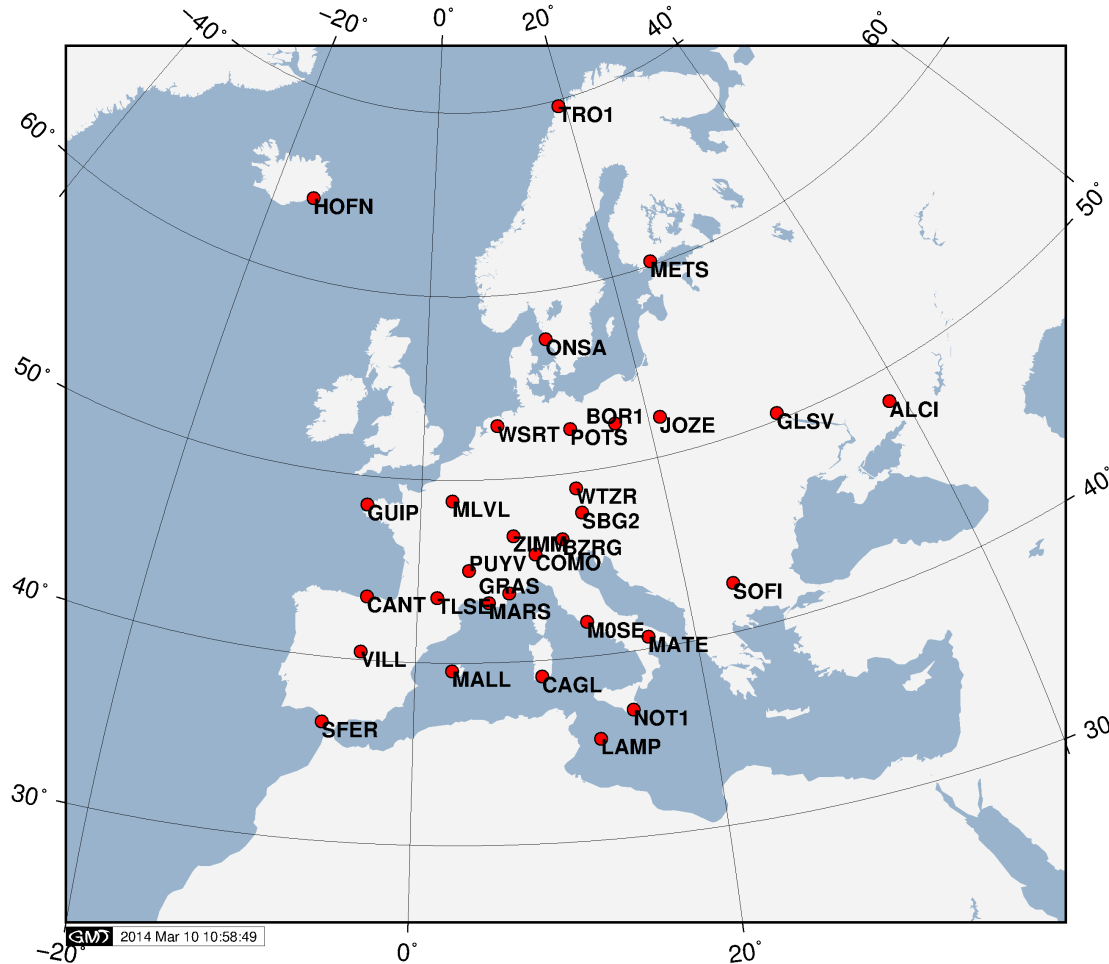 −40°
−20°
0°
20°
40°
60°
60°
50°
TRO1
HOFN
METS
50°
ONSA
ALCI
BOR1
GLSV
JOZE
WSRT
POTS
40°
WTZR
MLVL
GUIP
SBG2
ZIMM
BZRG
COMO
PUYV
GRAS
40°
SOFI
CANT
TLSE
MARS
M0SE
MATE
VILL
MALL
CAGL
NOT1
SFER
30°
LAMP
30°
GMT 2014 Mar 10 10:58:49
−20°
0°
20°